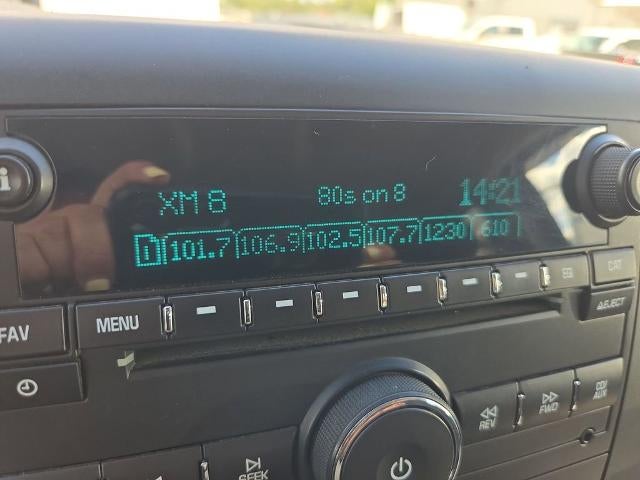 XM 8 80s on 8 14:21
1 101.7 106.9 102.5 107.7 1230 610
i
FAV MENU EQ CAT
EJECT
REV FWD CD/AUX
SEEK